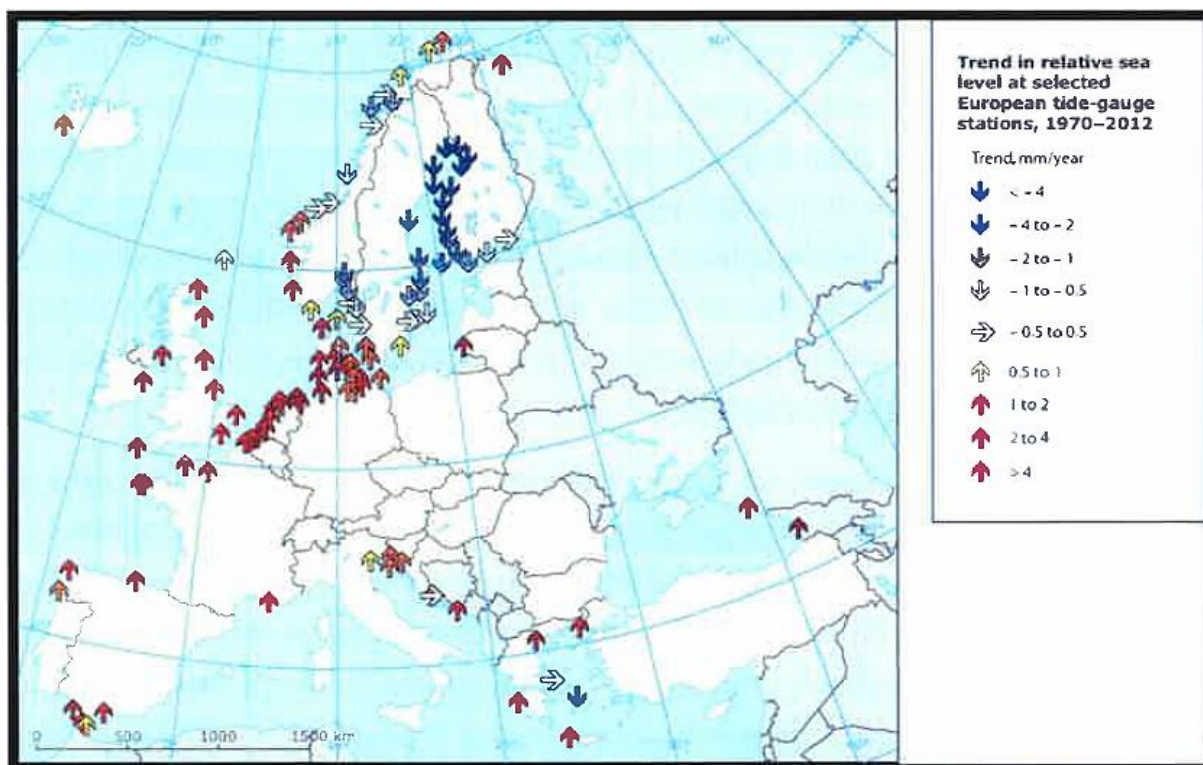 Trend in relative sea
level at selected
European tide-gauge
stations, 1970–2012
Trend, mm/year
< – 4
– 4 to – 2
– 2 to – 1
– 1 to – 0.5
– 0.5 to 0.5
0.5 to 1
1 to 2
2 to 4
> 4
0 500 1000 1500 km